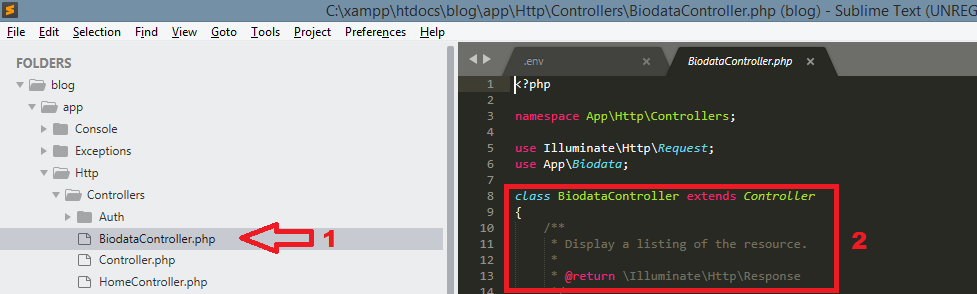 C:\xampp\htdocs\blog\app\Http\Controllers\BiodataController.php (blog) - Sublime Text (UNREG
File Edit Selection Find View Goto Tools Project Preferences Help
FOLDERS
blog
app
Console
Exceptions
Http
Controllers
Auth
BiodataController.php
1
Controller.php
HomeController.php
.env × BiodataController.php ×
1 <?php
2
3 namespace App\Http\Controllers;
4
5 use Illuminate\Http\Request;
6 use App\Biodata;
7
8 class BiodataController extends Controller
9 {
10 /**
11 * Display a listing of the resource.
12 *
13 * @return \Illuminate\Http\Response
14 */
2